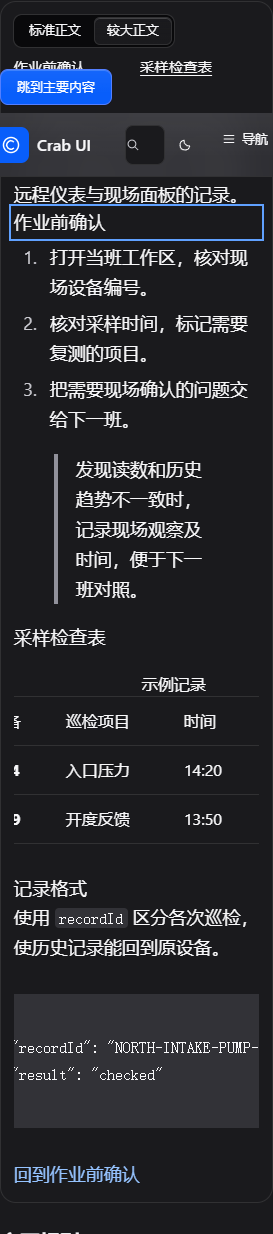 标准正文 较大正文
作业前确认 采样检查表
跳到主要内容
Crab UI 导航
远程仪表与现场面板的记录。
作业前确认
1. 打开当班工作区，核对现
场设备编号。
2. 核对采样时间，标记需要
复测的项目。
3. 把需要现场确认的问题交
给下一班。
发现读数和历史
趋势不一致时，
记录现场观察及
时间，便于下一
班对照。
采样检查表
示例记录
巡检项目 时间
4 入口压力 14:20
9 开度反馈 13:50
记录格式
使用 recordId 区分各次巡检，
使历史记录能回到原设备。
"recordId": "NORTH-INTAKE-PUMP-
"result": "checked"
回到作业前确认